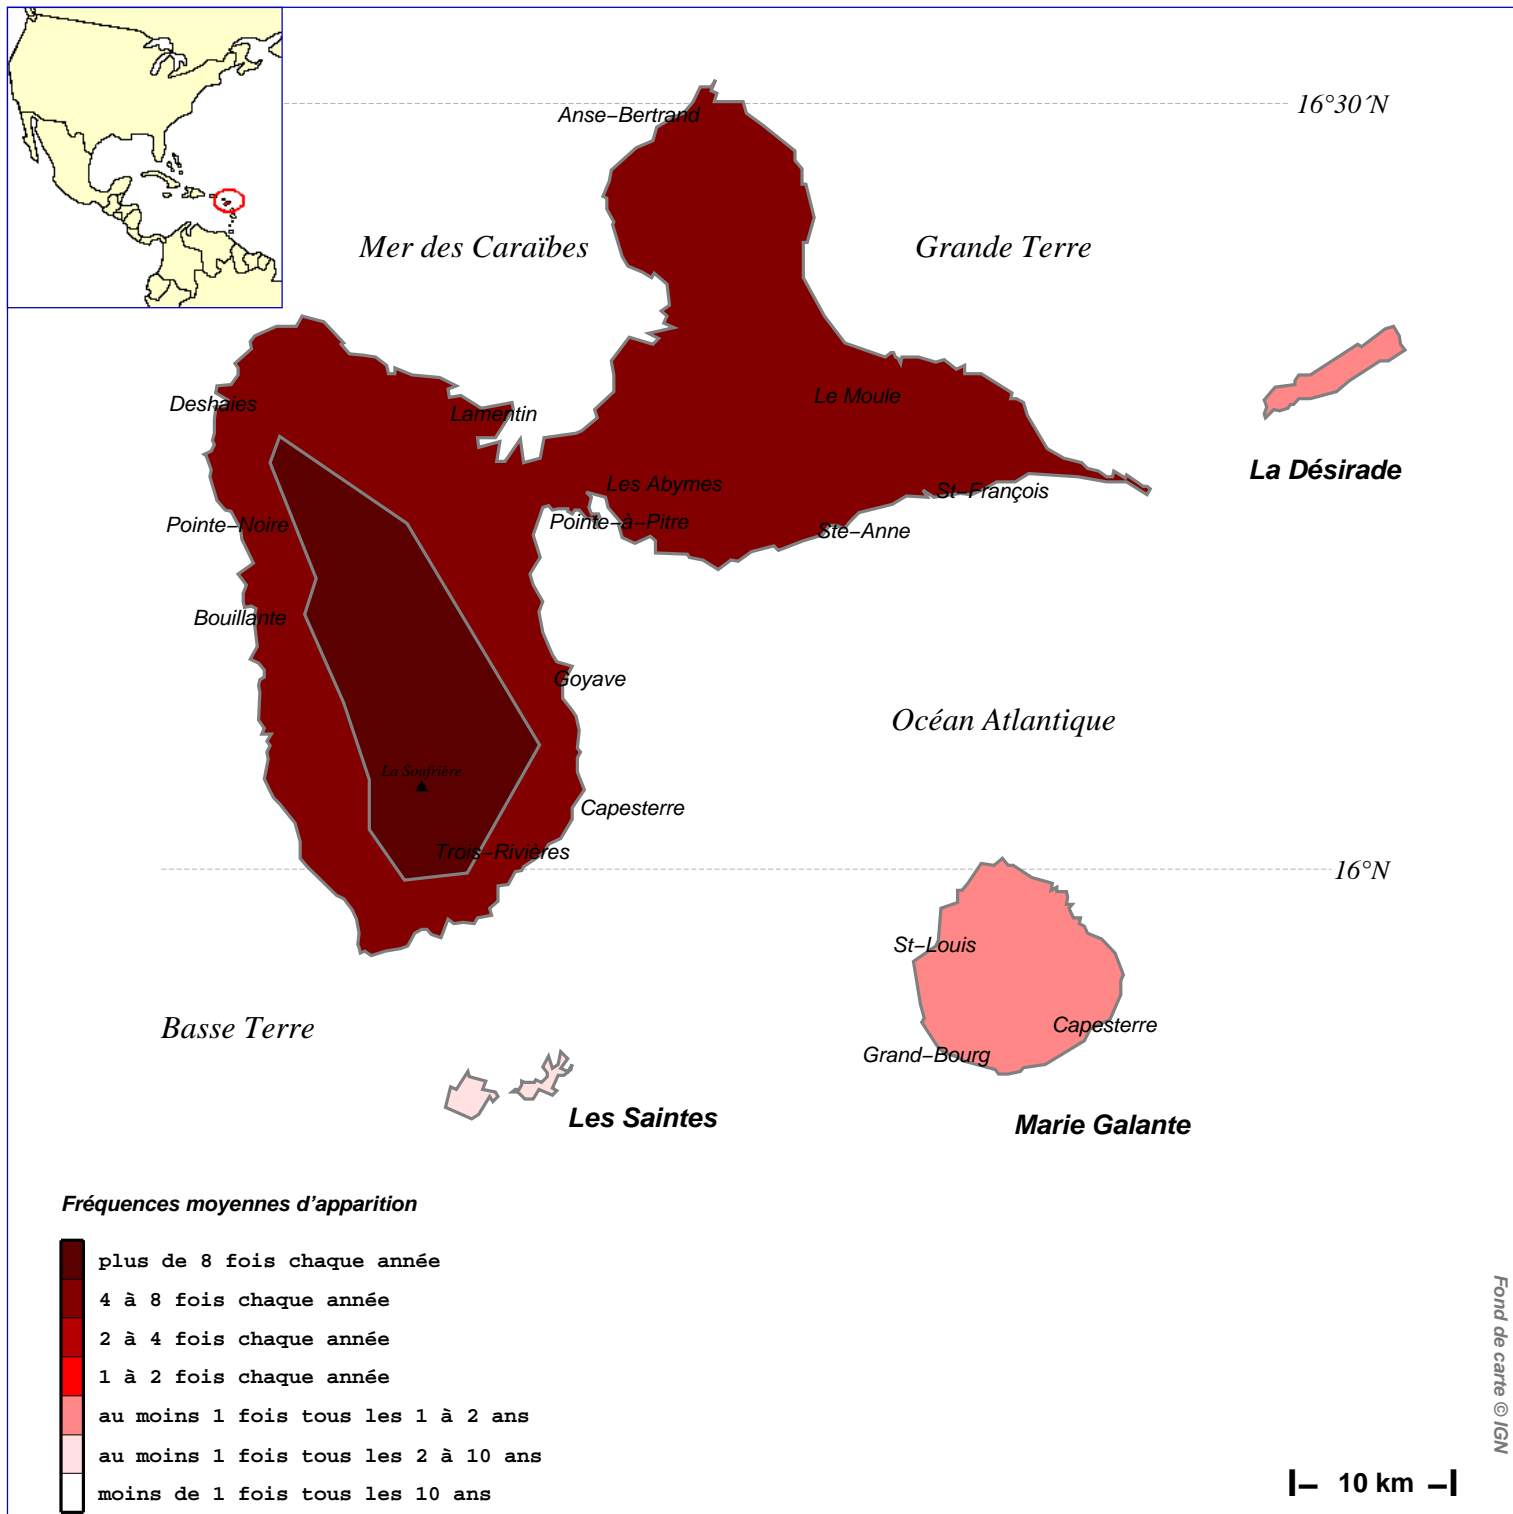 Anse−Bertrand
16°30´N
Mer des Caraïbes
Grande Terre
Deshaies
Lamentin
Le Moule
La Désirade
Les Abymes
St−François
Pointe−Noire
Pointe−à−Pitre
Ste−Anne
Bouillante
Goyave
Océan Atlantique
La Soufrière
Capesterre
Trois−Rivières
16°N
St−Louis
Basse Terre
Capesterre
Grand−Bourg
Les Saintes
Marie Galante
Fréquences moyennes d’apparition
plus de 8 fois chaque année
4 à 8 fois chaque année
2 à 4 fois chaque année
1 à 2 fois chaque année
au moins 1 fois tous les 1 à 2 ans
au moins 1 fois tous les 2 à 10 ans
moins de 1 fois tous les 10 ans
10 km
Fond de carte © IGN